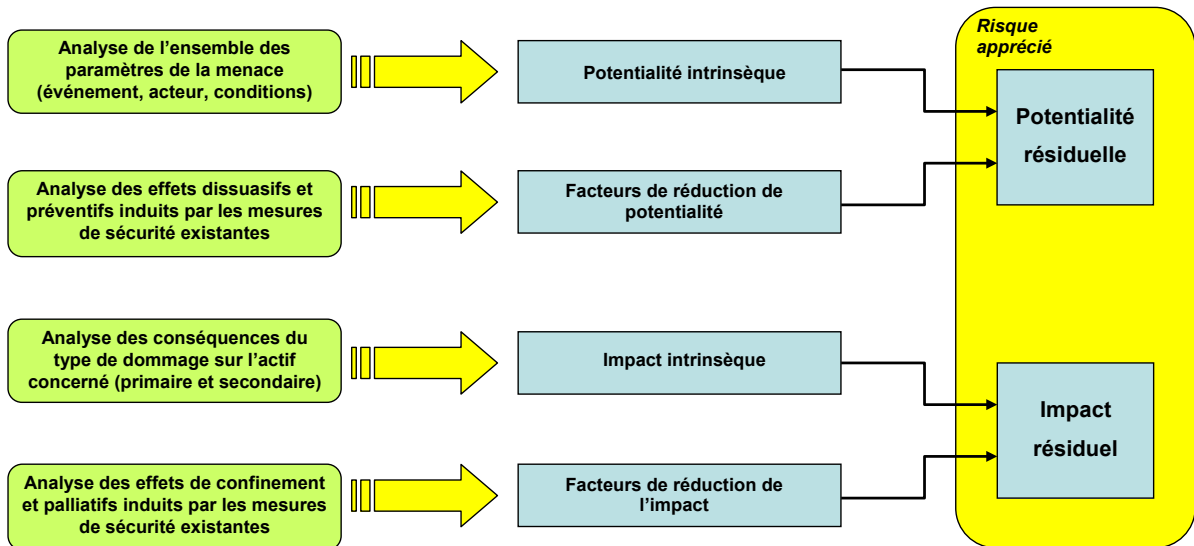 Analyse de l’ensemble des
paramètres de la menace
(événement, acteur, conditions)
Potentialité intrinsèque
Risque
apprécié
Potentialité
résiduelle
Analyse des effets dissuasifs et
préventifs induits par les mesures
de sécurité existantes
Facteurs de réduction de
potentialité
Analyse des conséquences du
type de dommage sur l’actif
concerné (primaire et secondaire)
Impact intrinsèque
Impact
résiduel
Analyse des effets de confinement
et palliatifs induits par les mesures
de sécurité existantes
Facteurs de réduction de
l’impact